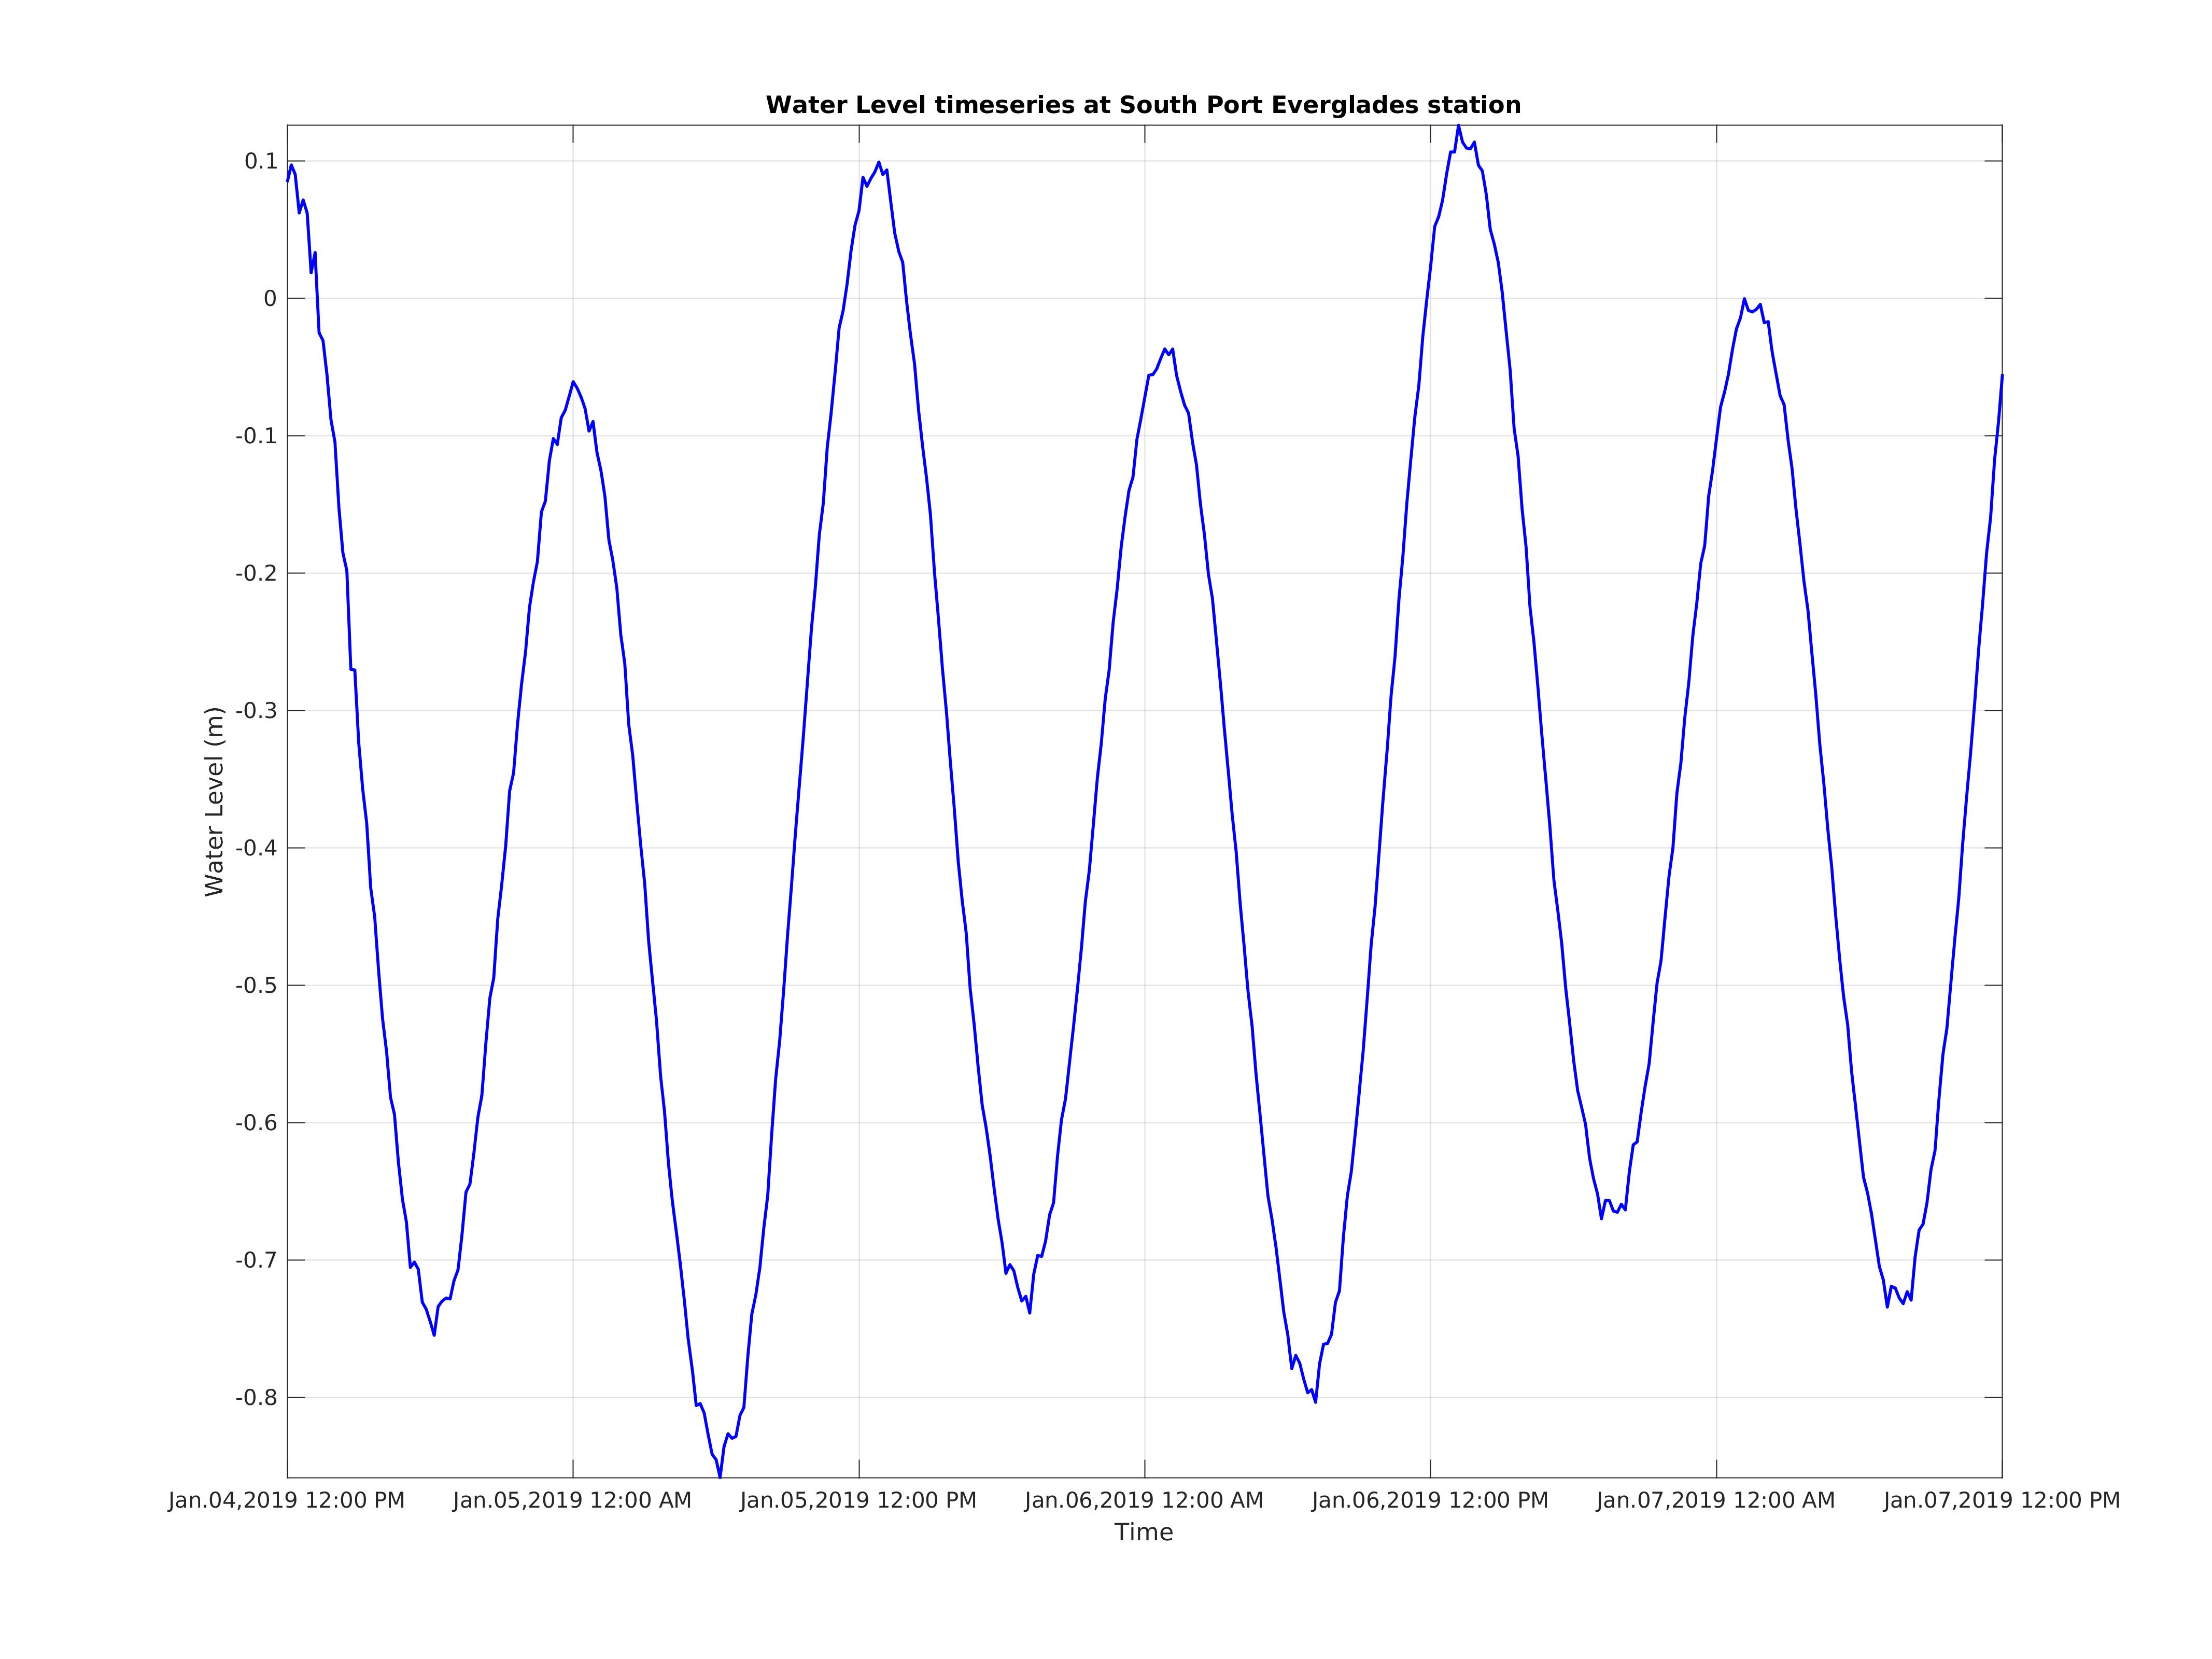 Water Level timeseries at South Port Everglades station
0.1
0
-0.1
-0.2
-0.3
-0.4
-0.5
-0.6
-0.7
-0.8
Water Level (m)
Jan.04,2019 12:00 PM
Jan.05,2019 12:00 AM
Jan.05,2019 12:00 PM
Jan.06,2019 12:00 AM
Jan.06,2019 12:00 PM
Jan.07,2019 12:00 AM
Jan.07,2019 12:00 PM
Time